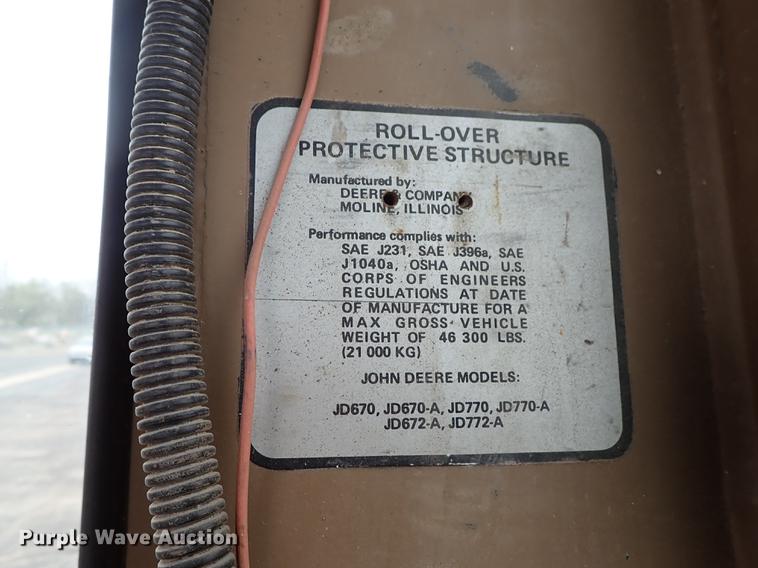 ROLL-OVER
PROTECTIVE STRUCTURE
Manufactured by:
DEERE & COMPANY
MOLINE, ILLINOIS
Performance complies with:
SAE J231, SAE J396a, SAE
J1040a, OSHA AND U.S.
CORPS OF ENGINEERS
REGULATIONS AT DATE
OF MANUFACTURE FOR A
MAX GROSS VEHICLE
WEIGHT OF 46 300 LBS.
(21 000 KG)
JOHN DEERE MODELS:
JD670, JD670-A, JD770, JD770-A
JD672-A, JD772-A
Purple Wave Auction